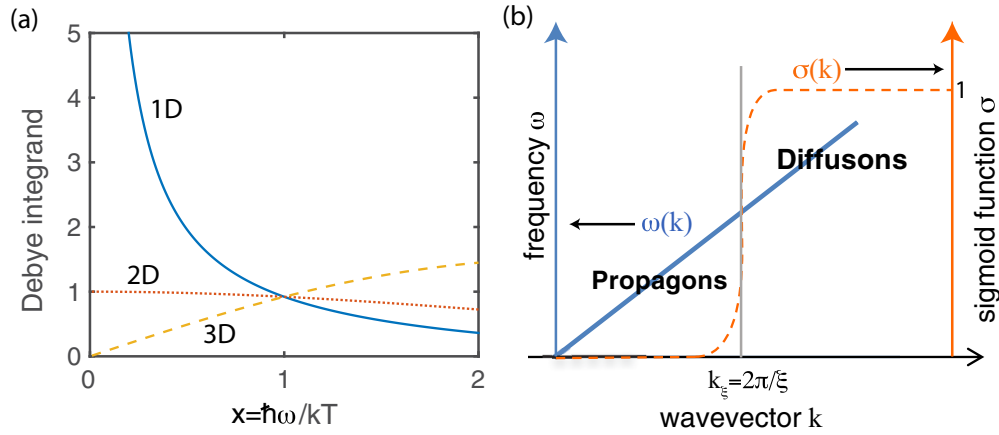 (a)
Debye integrand
5
4
3
2
1
0
1D
2D
3D
0
1
2
x=ħω/kT
(b)
frequency ω
σ(k)
1
Diffusons
ω(k)
Propagons
sigmoid function σ
k_ξ=2π/ξ
wavevector k